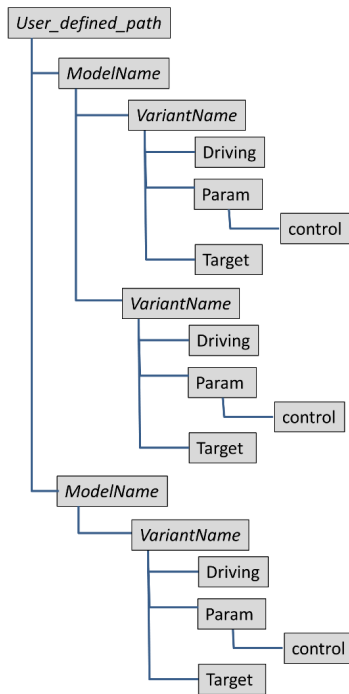 User_defined_path
ModelName
VariantName
Driving
Param
control
Target
VariantName
Driving
Param
control
Target
ModelName
VariantName
Driving
Param
control
Target